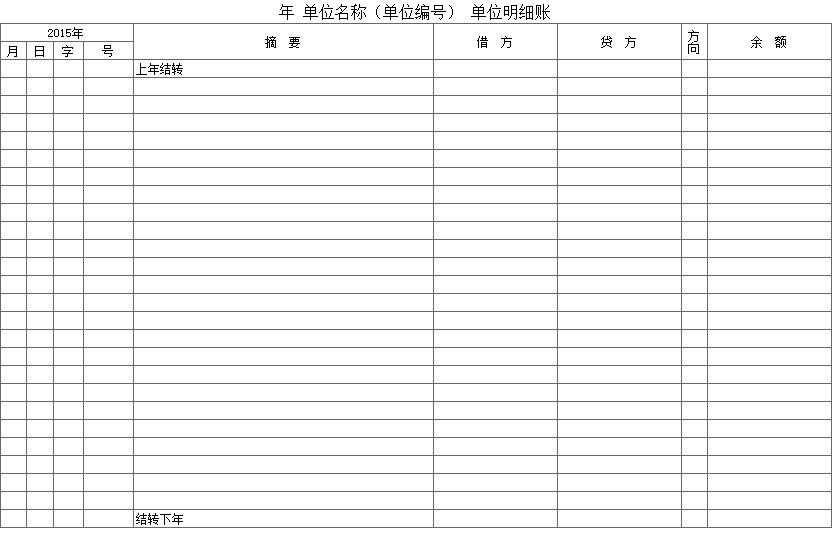 年 单位名称（单位编号） 单位明细账
2015年 摘 要 借 方 贷 方 方向 余 额
月 日 字 号
上年结转
结转下年